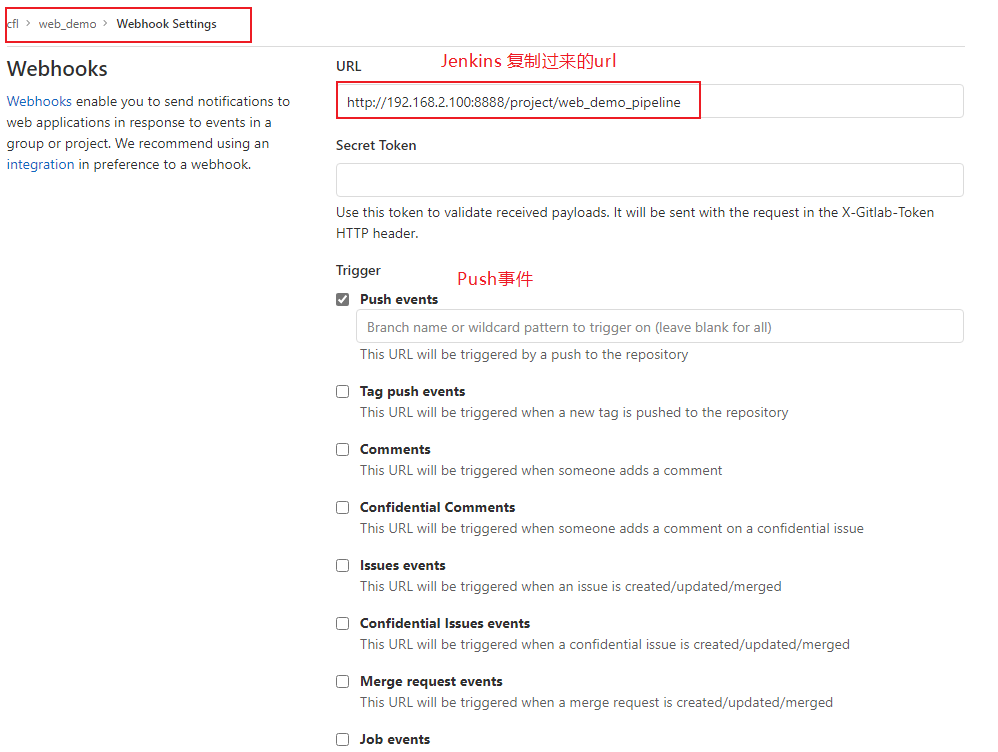 cfl > web_demo > Webhook Settings
Webhooks
Webhooks enable you to send notifications to
web applications in response to events in a
group or project. We recommend using an
integration in preference to a webhook.
URL
Jenkins 复制过来的url
http://192.168.2.100:8888/project/web_demo_pipeline
Secret Token
Use this token to validate received payloads. It will be sent with the request in the X-Gitlab-Token
HTTP header.
Trigger
Push事件
Push events
Branch name or wildcard pattern to trigger on (leave blank for all)
This URL will be triggered by a push to the repository
Tag push events
This URL will be triggered when a new tag is pushed to the repository
Comments
This URL will be triggered when someone adds a comment
Confidential Comments
This URL will be triggered when someone adds a comment on a confidential issue
Issues events
This URL will be triggered when an issue is created/updated/merged
Confidential Issues events
This URL will be triggered when a confidential issue is created/updated/merged
Merge request events
This URL will be triggered when a merge request is created/updated/merged
Job events